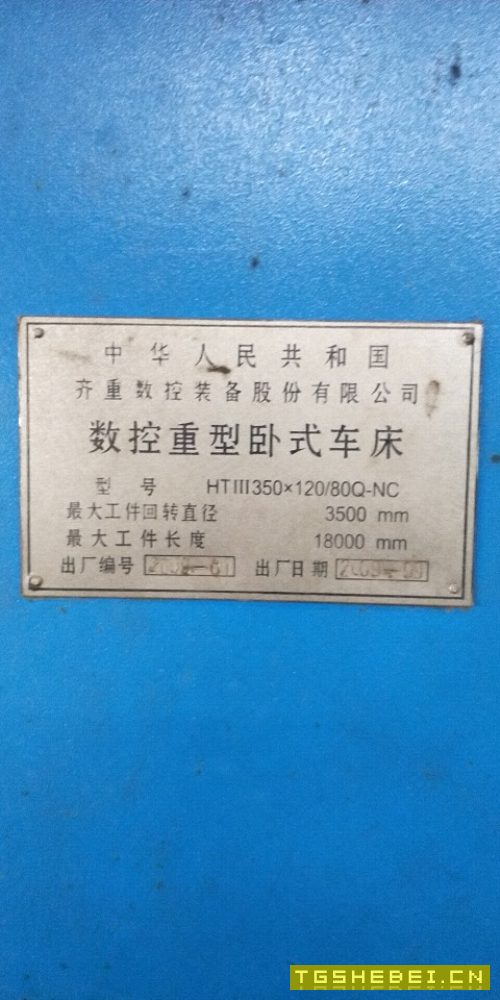 中华人民共和国
齐重数控装备股份有限公司
数控重型卧式车床
型号 HTⅢ350×120/80Q-NC
最大工件回转直径 3500 mm
最大工件长度 18000 mm
出厂编号 出厂日期
TGSHEBEI.CN